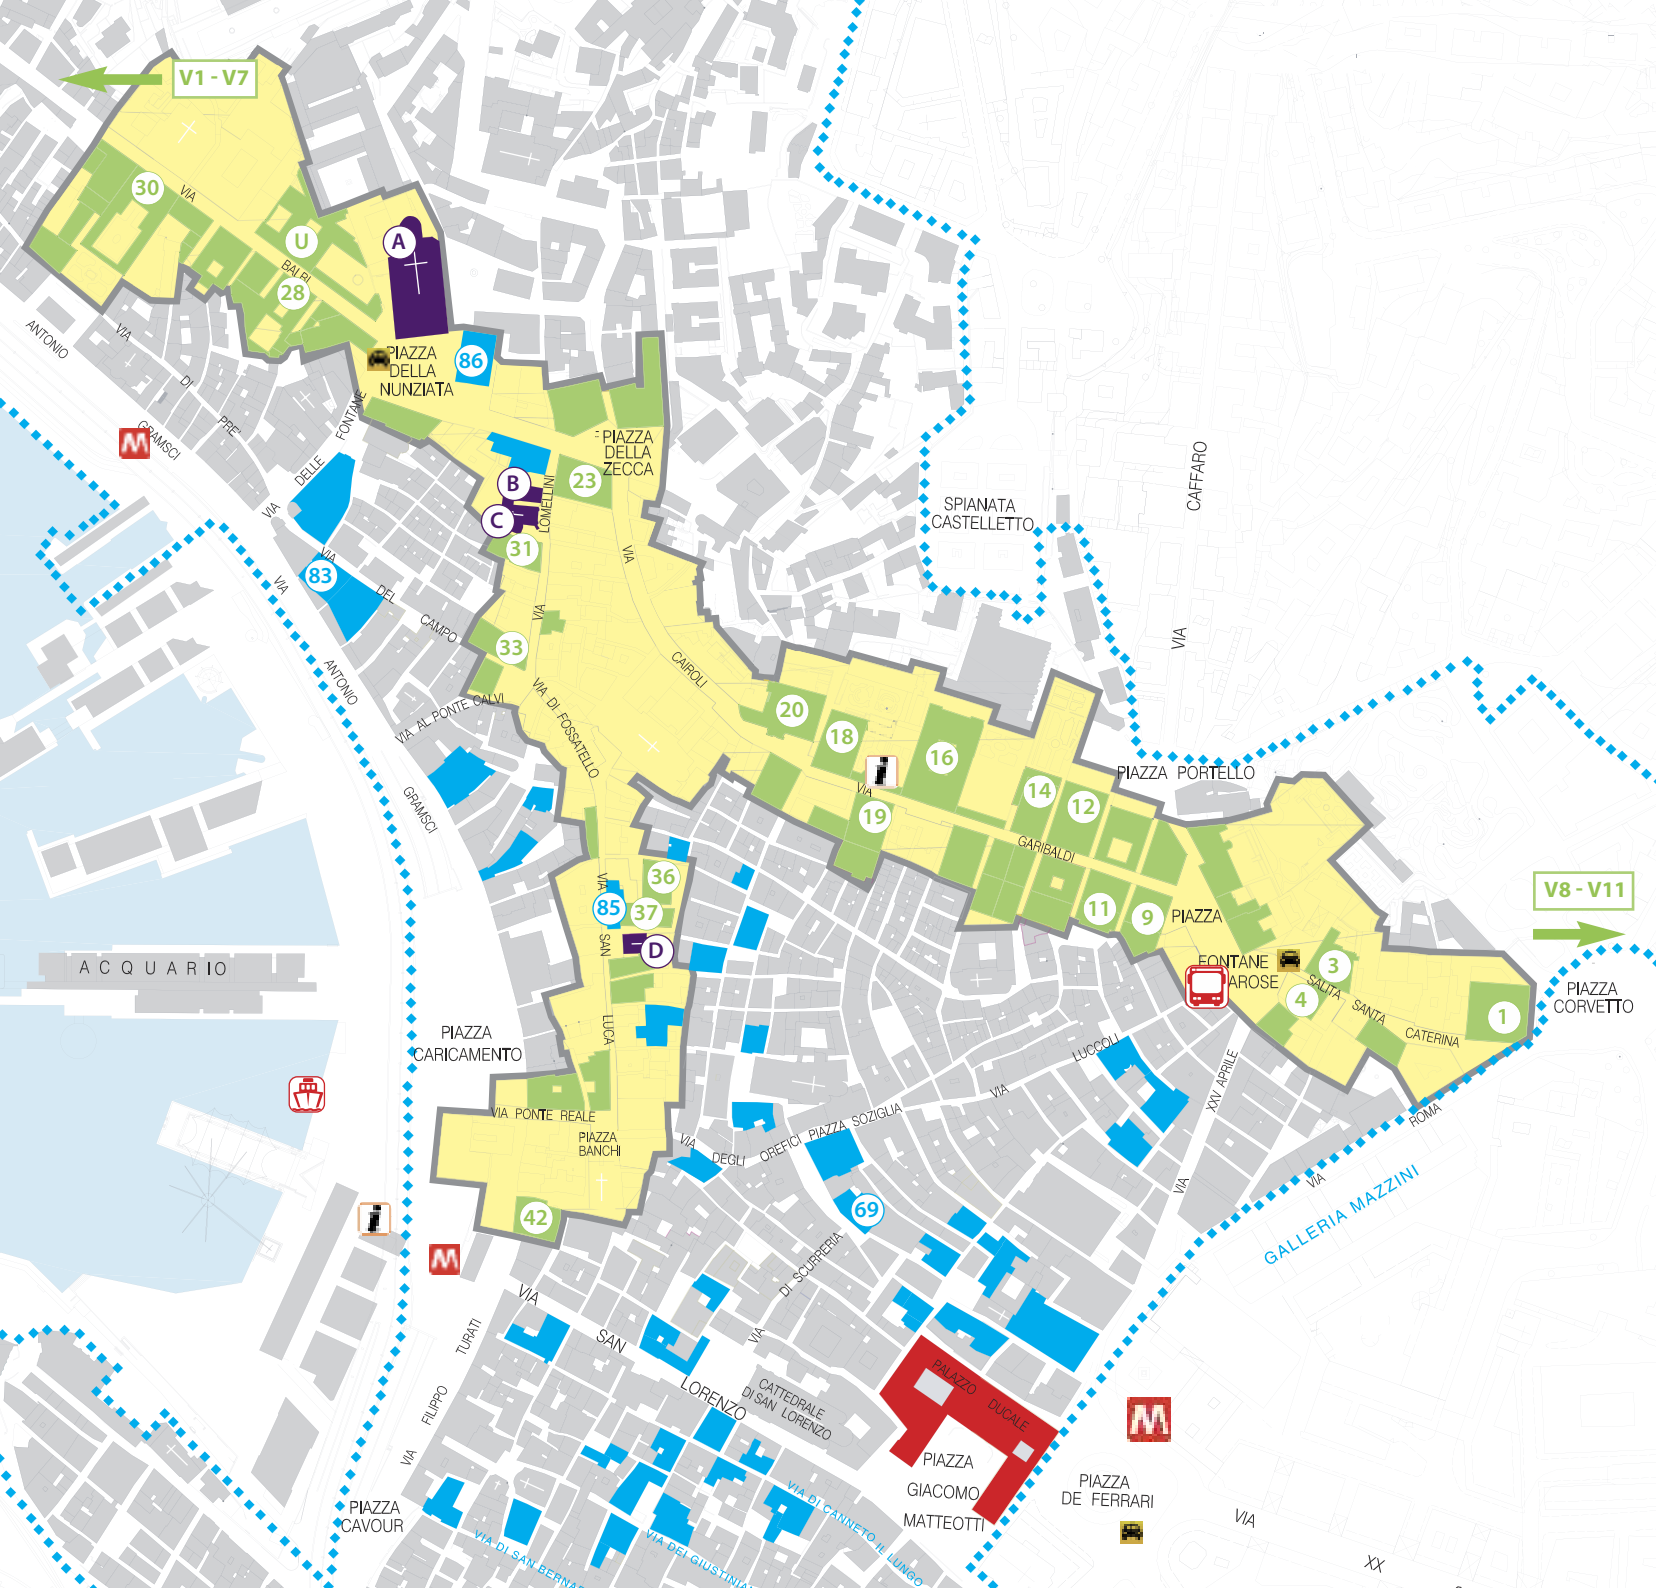 V1 - V7
30
VIA
U
BALBI
28
A
ANTONIO
VIA
DI
PRE'
GRAMSCI
M
PIAZZA
DELLA
NUNZIATA
86
FONTANE
DELLE
VIA
PIAZZA
DELLA
ZECCA
23
B
C
LOMELLINI
31
VIA
VIA
83
VIA
DEL
CAMPO
VIA
33
VIA
CAIROLI
ANTONIO
VIA AL PONTE CALVI
VIA DI FOSSATELLO
GRAMSCI
SPIANATA
CASTELLETTO
CAFFARO
VIA
20
18
16
i
VIA
19
14
12
GARIBALDI
PIAZZA PORTELLO
11
9
PIAZZA
FONTANE
AROSE
3
4
SALITA
SANTA
CATERINA
1
V8 - V11
PIAZZA
CORVETTO
36
VIA
85
37
SAN
D
LUCA
ACQUARIO
PIAZZA
CARICAMENTO
VIA PONTE REALE
PIAZZA
BANCHI
42
i
M
VIA
DEGLI
OREFICI
PIAZZA SOZIGLIA
VIA
LUCCOLI
XXV APRILE
VIA
ROMA
VIA
GALLERIA MAZZINI
69
DI SCURRERIA
VIA
VIA
SAN
LORENZO
CATTEDRALE
DI SAN LORENZO
TURATI
FILIPPO
VIA
PIAZZA
CAVOUR
PALAZZO
DUCALE
PIAZZA
GIACOMO
MATTEOTTI
M
PIAZZA
DE FERRARI
VIA
XX
VIA DI CANNETO IL LUNGO
VIA DEI GIUSTINIANI
VIA DI SAN BERNAR